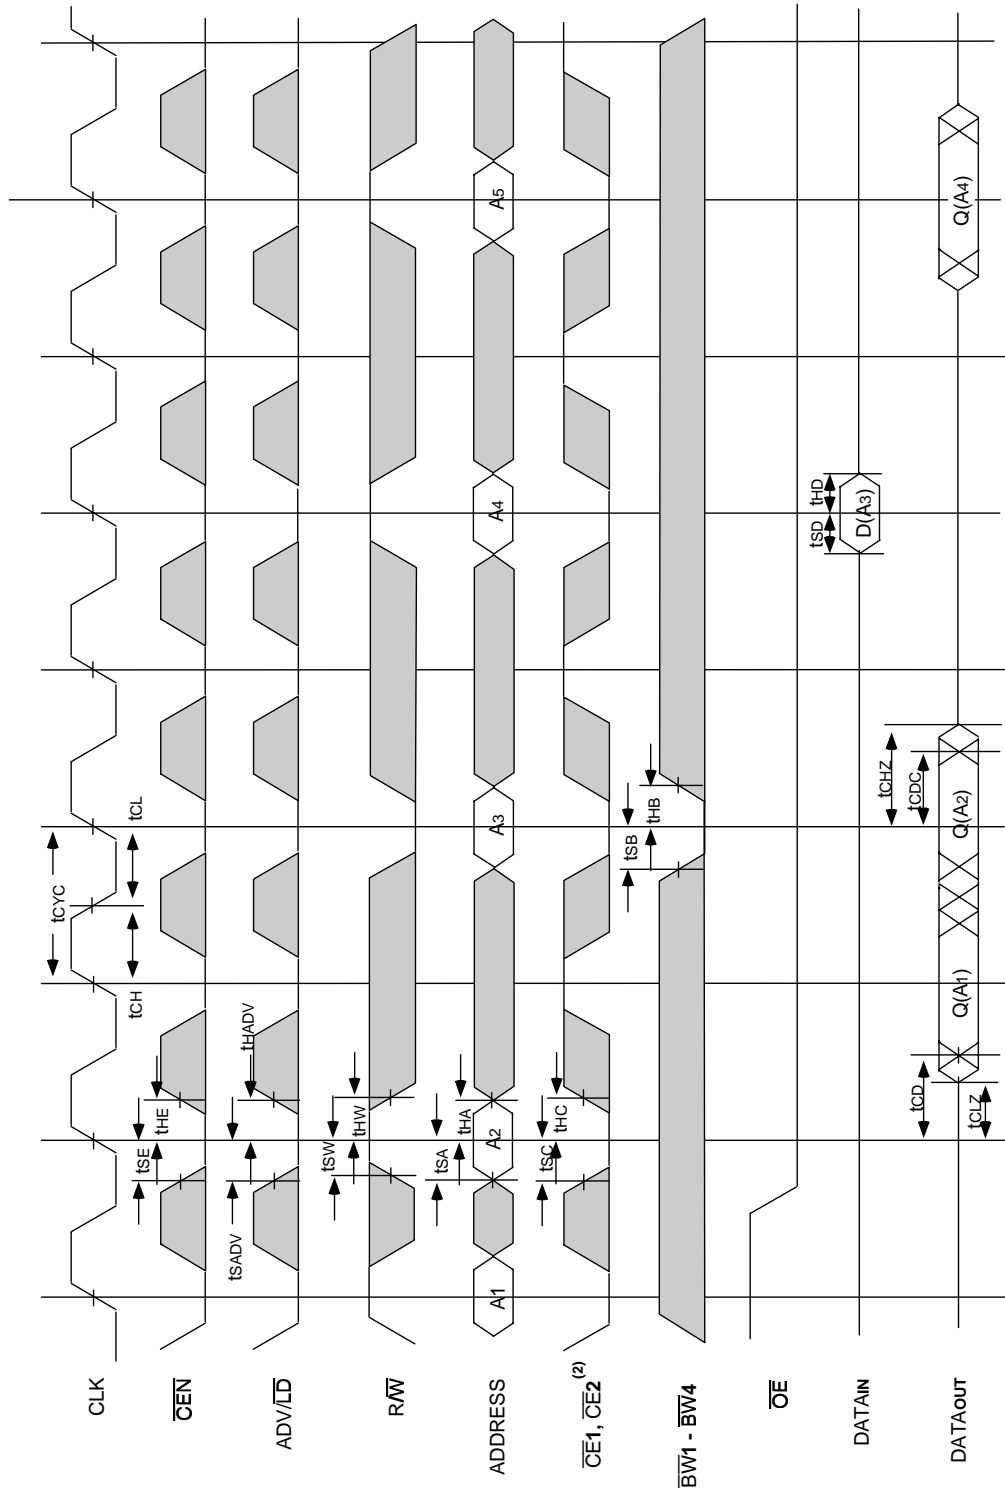 CLK
tCYC
tCH
tCL
CEN
tSE
tHE
ADV/LD
tSADV
tHADV
R/W
tSW
tHW
ADDRESS
A1
A2
A3
A4
A5
tSA
tHA
CE1, CE2(2)
tSC
tHC
BW1 - BW4
tSB
tHB
OE
DATAIN
tSD
tHD
D(A3)
DATAOUT
tCD
tCLZ
tCHZ
tCDC
Q(A1)
Q(A2)
Q(A4)